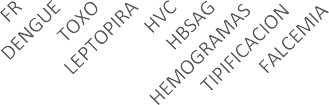 FR
DENGUE
TOXO
LEPTOPIRA
HVC
HBSAG
HEMOGRAMAS
TIPIFICACION
FALCEMIA